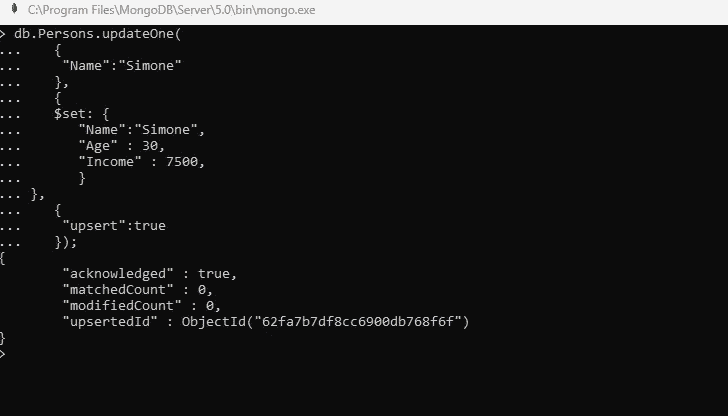 C:\Program Files\MongoDB\Server\5.0\bin\mongo.exe
> db.Persons.updateOne(
...    {
...     "Name":"Simone"
...    },
...    {
...    $set: {
...       "Name":"Simone",
...       "Age" : 30,
...       "Income" : 7500,
...       }
... },
...    {
...     "upsert":true
...    });
{
        "acknowledged" : true,
        "matchedCount" : 0,
        "modifiedCount" : 0,
        "upsertedId" : ObjectId("62fa7b7df8cc6900db768f6f")
}
>